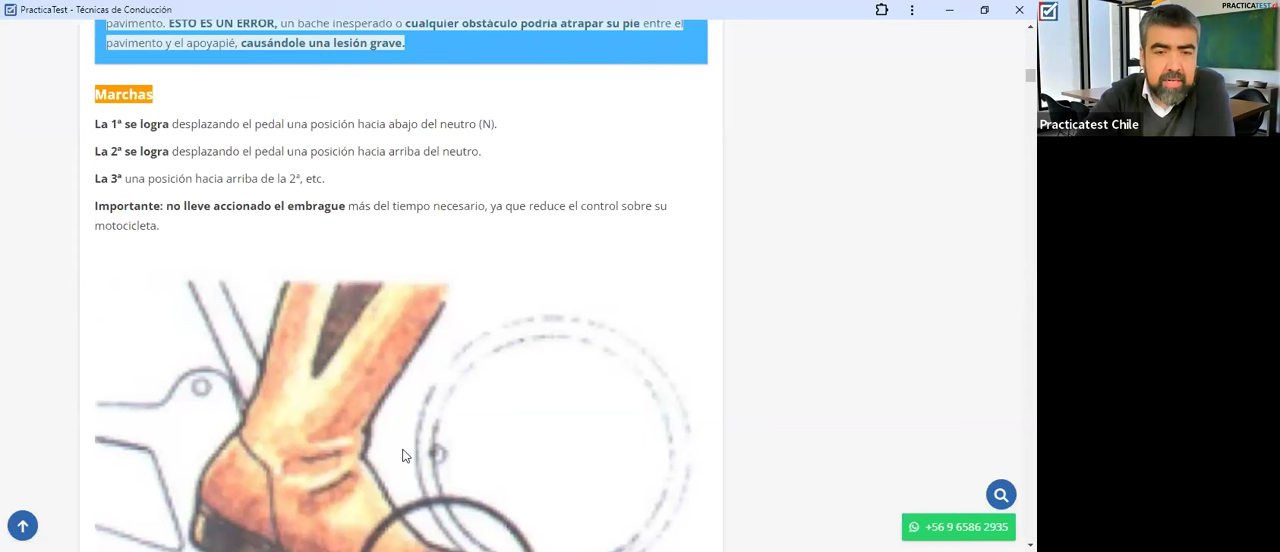 PracticaTest - Técnicas de Conducción
pavimento. ESTO ES UN ERROR, un bache inesperado o cualquier obstáculo podría atrapar su pie entre el
pavimento y el apoyapié, causándole una lesión grave.
Marchas
La 1ª se logra desplazando el pedal una posición hacia abajo del neutro (N).
La 2ª se logra desplazando el pedal una posición hacia arriba del neutro.
La 3ª una posición hacia arriba de la 2ª, etc.
Importante: no lleve accionado el embrague más del tiempo necesario, ya que reduce el control sobre su
motocicleta.
+56 9 6586 2935
PRACTICATEST.cl
Practicatest Chile